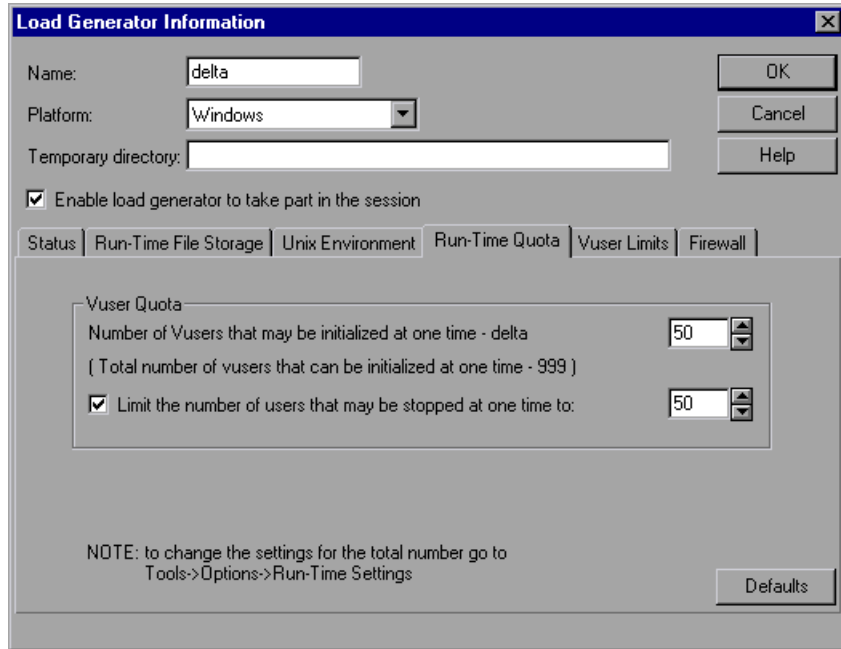 Load Generator Information
Name:
delta
OK
Platform:
Windows
Cancel
Temporary directory:
Help
Enable load generator to take part in the session
Status
Run-Time File Storage
Unix Environment
Run-Time Quota
Vuser Limits
Firewall
Vuser Quota
Number of Vusers that may be initialized at one time - delta
50
( Total number of vusers that can be initialized at one time - 999 )
Limit the number of users that may be stopped at one time to:
50
NOTE: to change the settings for the total number go to
Tools->Options->Run-Time Settings
Defaults